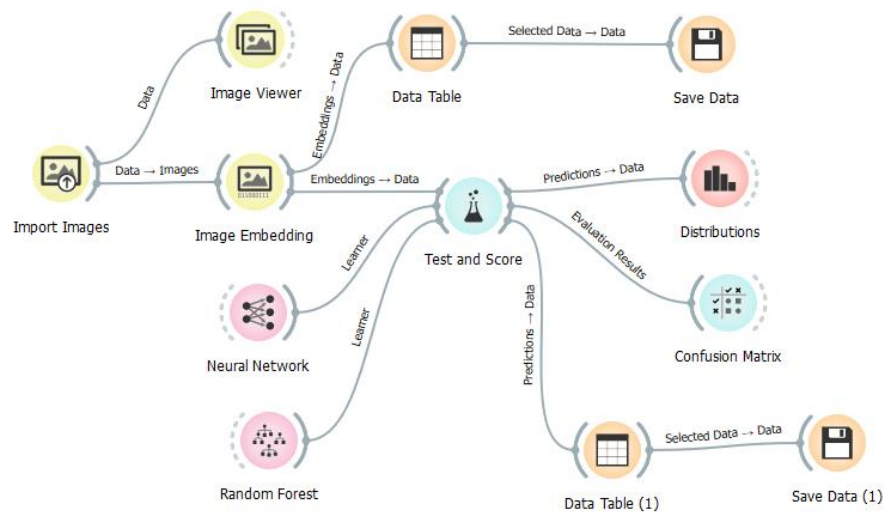 Selected Data → Data
Image Viewer
Data Table
Save Data
Data
Embeddings → Data
Data → Images
Embeddings → Data
Predictions → Data
Import Images
Image Embedding
01000111
Test and Score
Distributions
Learner
Evaluation Results
Learner
Predictions → Data
Neural Network
Confusion Matrix
Selected Data → Data
Random Forest
Data Table (1)
Save Data (1)